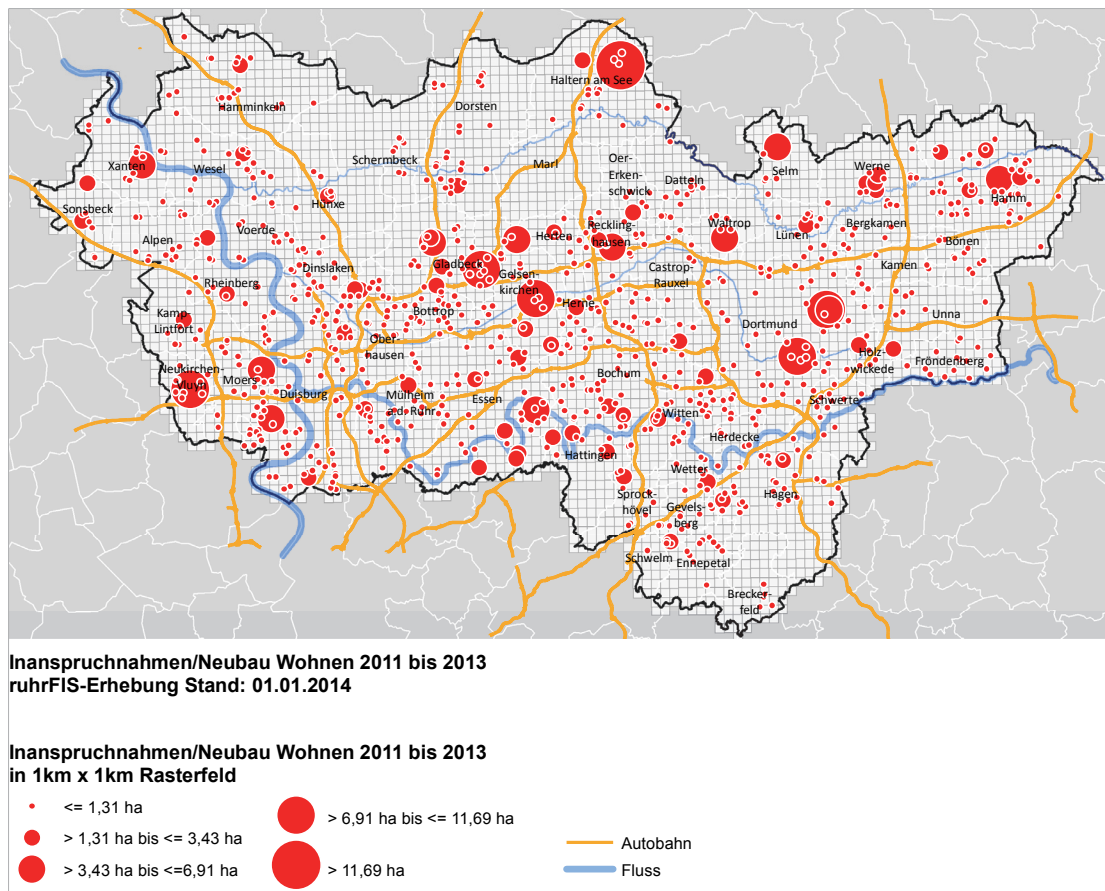 Haltern am See
Hamminkeln
Dorsten
Schermbeck
Marl
Oer-
Erken-
schwick
Datteln
Selm
Werne
Hamm
Xanten
Wesel
Hünxe
Sonsbeck
Alpen
Voerde
Dinslaken
Gladbeck
Herten
Reckling-
hausen
Waltrop
Lünen
Bergkamen
Bönen
Kamen
Rheinberg
Gelsen-
kirchen
Castrop-
Rauxel
Bottrop
Herne
Kamp-
Lintfort
Dortmund
Unna
Ober-
hausen
Holz-
wickede
Fröndenberg
Neukirchen-
Vluyn
Moers
Duisburg
Mülheim
a.d. Ruhr
Essen
Bochum
Witten
Schwerte
Herdecke
Hattingen
Wetter
Hagen
Sprock-
hövel
Gevels-
berg
Schwelm
Ennepetal
Brecker-
feld
Inanspruchnahmen/Neubau Wohnen 2011 bis 2013
ruhrFIS-Erhebung Stand: 01.01.2014
Inanspruchnahmen/Neubau Wohnen 2011 bis 2013
in 1km x 1km Rasterfeld
<= 1,31 ha
> 1,31 ha bis <= 3,43 ha
> 3,43 ha bis <=6,91 ha
> 6,91 ha bis <= 11,69 ha
> 11,69 ha
Autobahn
Fluss